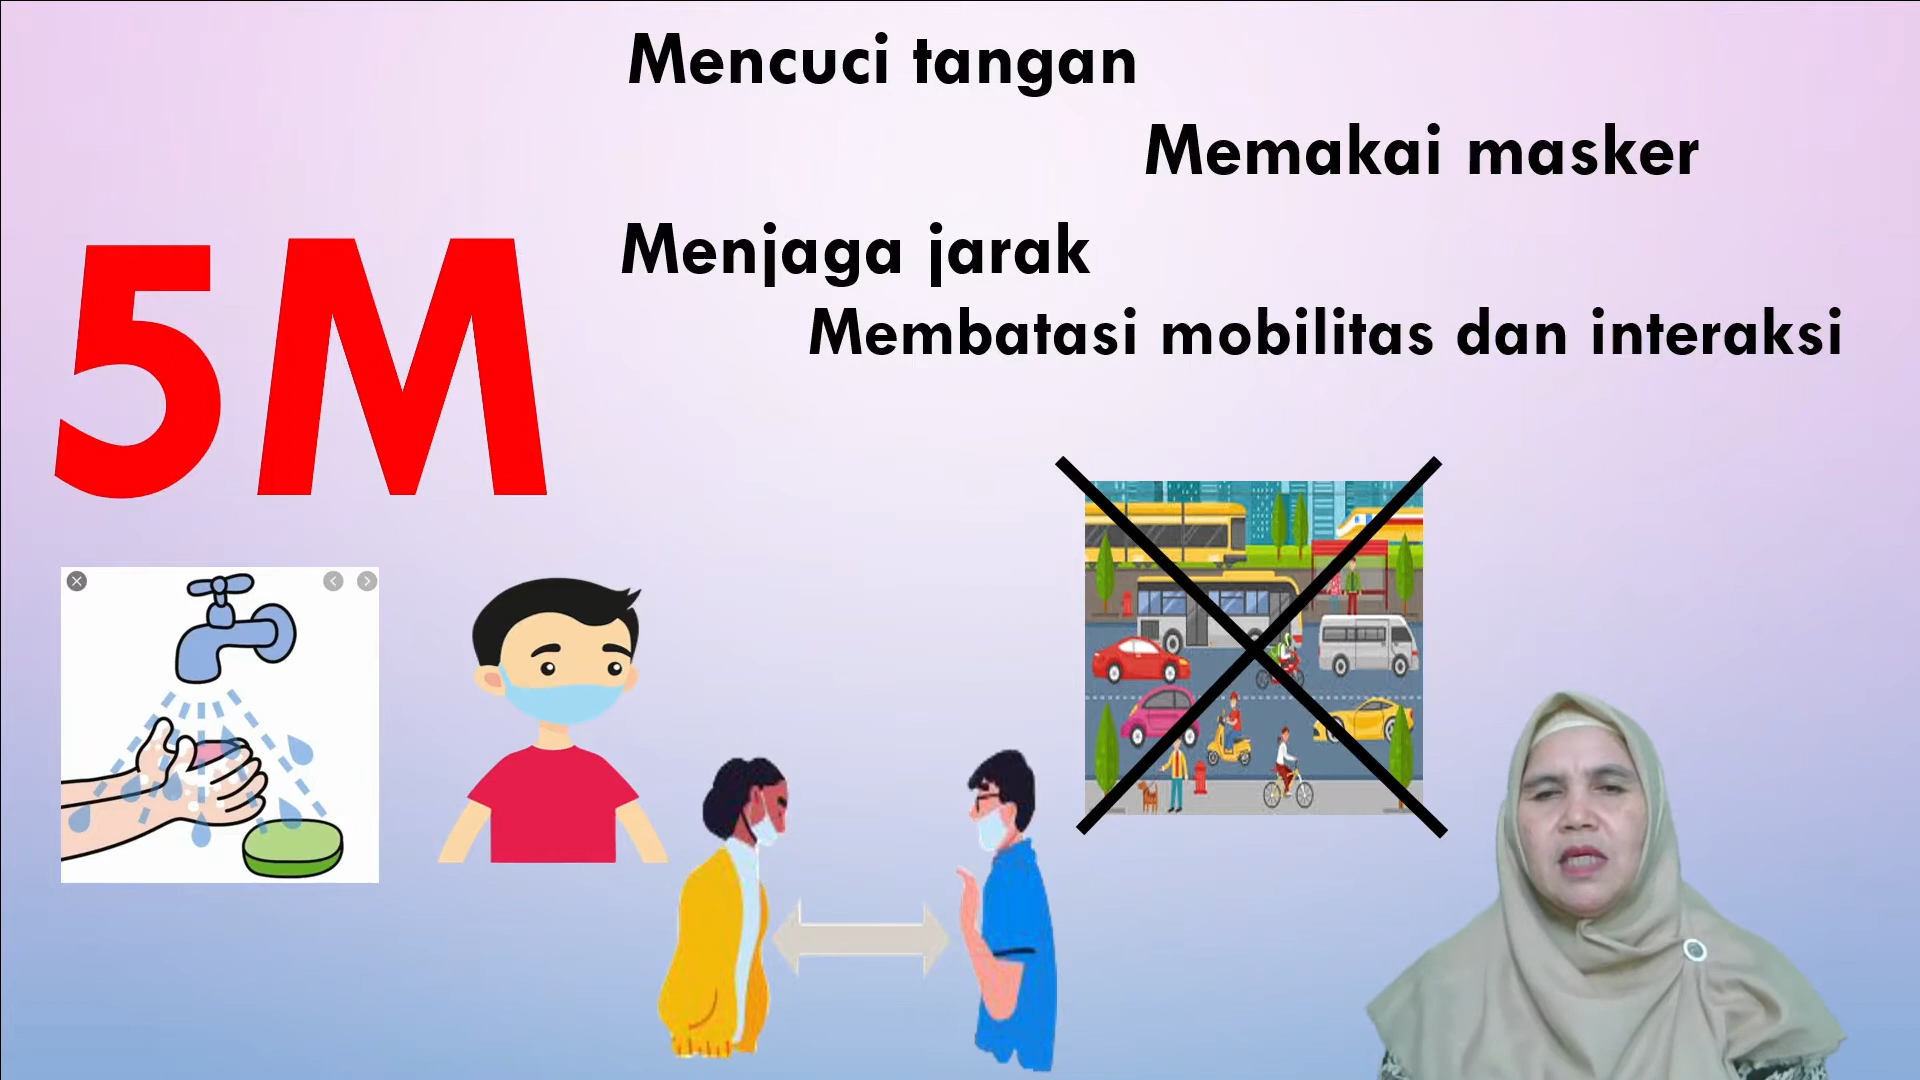 Mencuci tangan
Memakai masker
5M
Menjaga jarak
Membatasi mobilitas dan interaksi